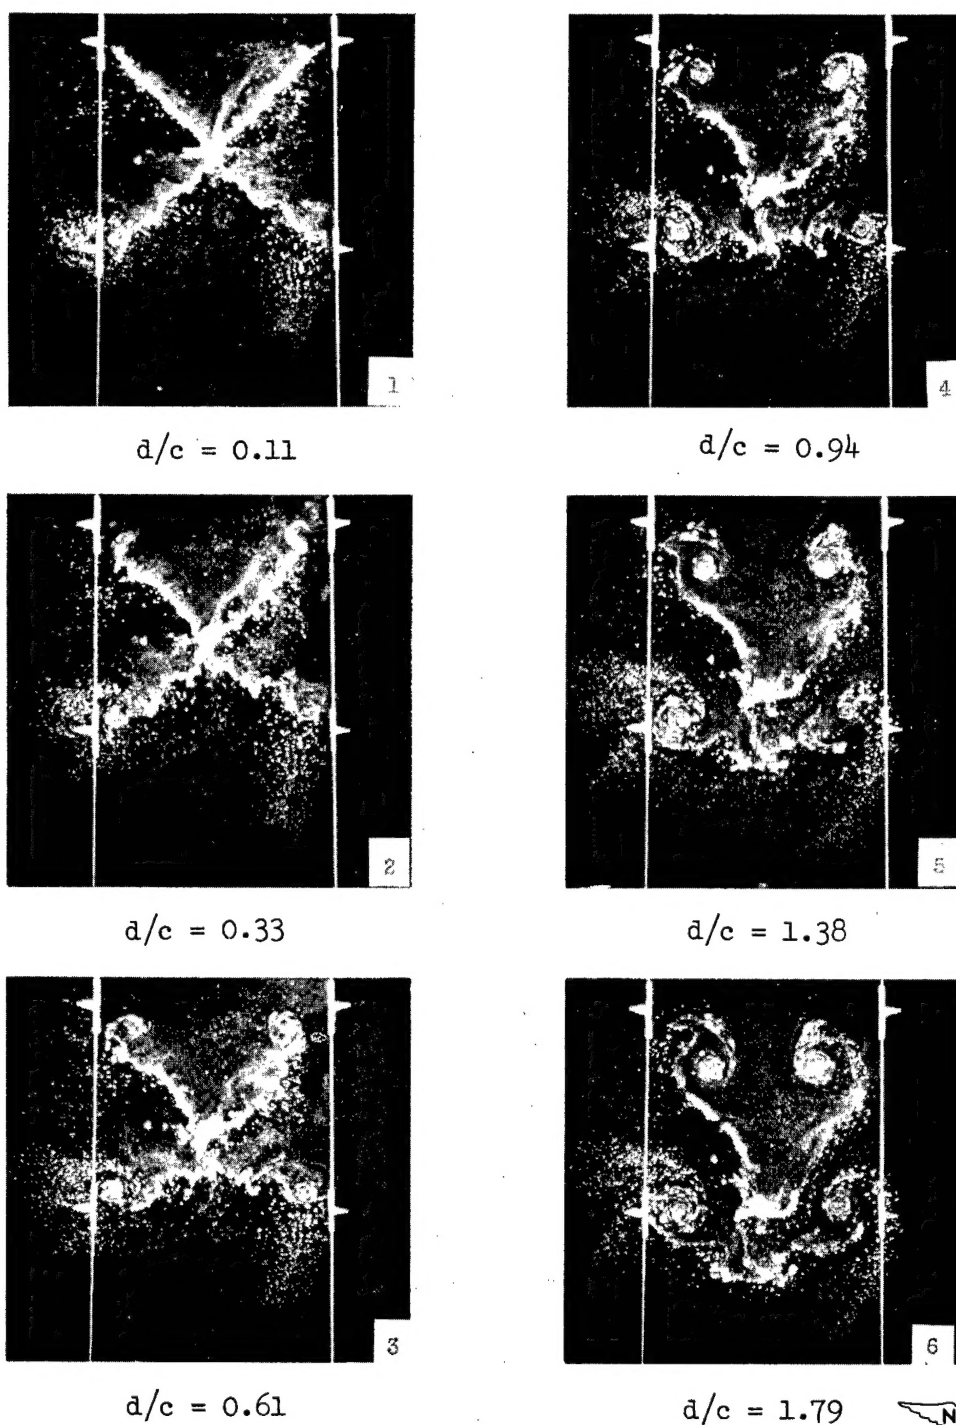 1
d/c = 0.11
2
d/c = 0.33
3
d/c = 0.61
4
d/c = 0.94
5
d/c = 1.38
6
d/c = 1.79
N